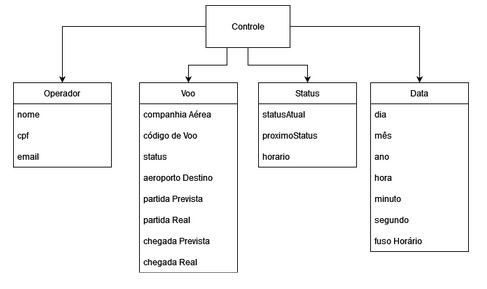 Controle
Operador
nome
cpf
email
Voo
companhia Aérea
código de Voo
status
aeroporto Destino
partida Prevista
partida Real
chegada Prevista
chegada Real
Status
statusAtual
proximoStatus
horario
Data
dia
mês
ano
hora
minuto
segundo
fuso Horário